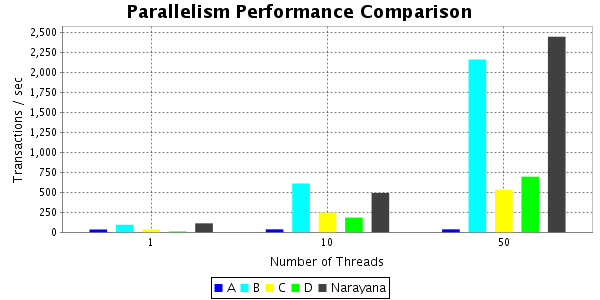 Parallelism Performance Comparison
Transactions / sec
2,500
2,250
2,000
1,750
1,500
1,250
1,000
750
500
250
0
1 10 50
Number of Threads
A B C D Narayana